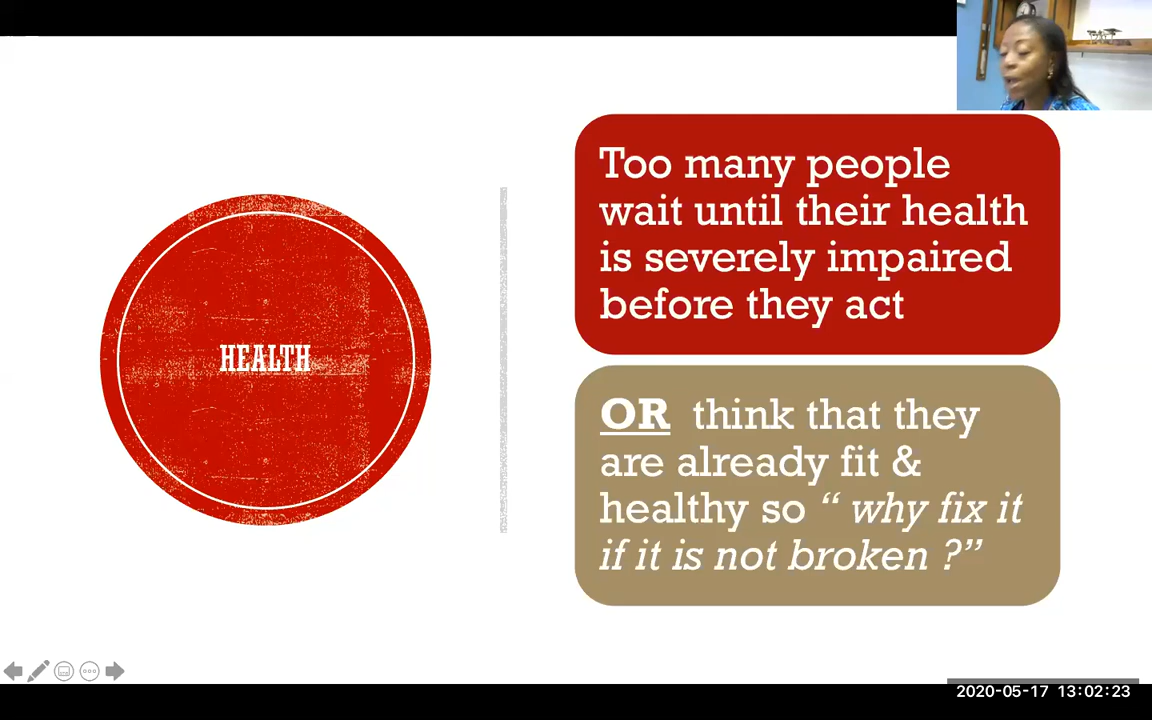 HEALTH
Too many people
wait until their health
is severely impaired
before they act
OR think that they
are already fit &
healthy so “ why fix it
if it is not broken ?”
2020-05-17 13:02:23